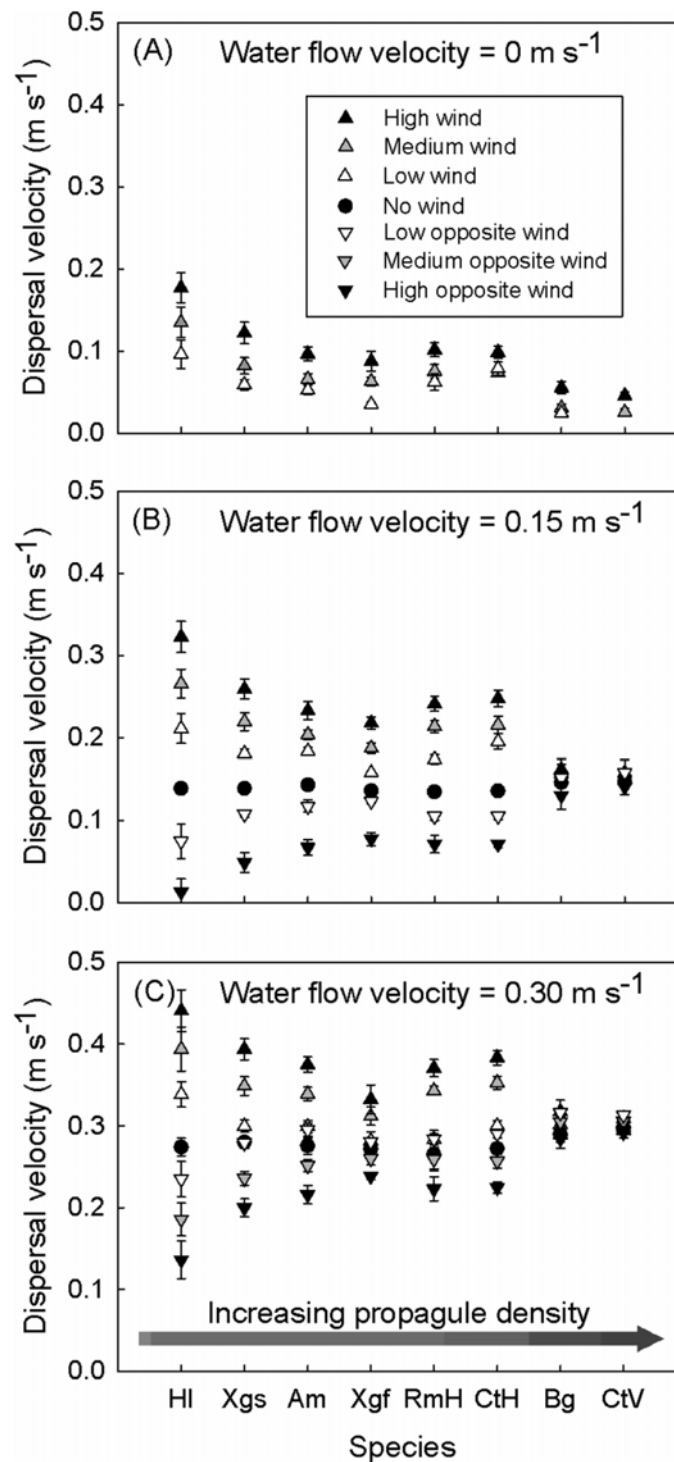 (A) Water flow velocity = 0 m s⁻¹
High wind
Medium wind
Low wind
No wind
Low opposite wind
Medium opposite wind
High opposite wind
Dispersal velocity (m s⁻¹)
0.5
0.4
0.3
0.2
0.1
0.0
(B) Water flow velocity = 0.15 m s⁻¹
Dispersal velocity (m s⁻¹)
0.5
0.4
0.3
0.2
0.1
0.0
(C) Water flow velocity = 0.30 m s⁻¹
Dispersal velocity (m s⁻¹)
0.5
0.4
0.3
0.2
0.1
0.0
Increasing propagule density
Hl Xgs Am Xgf RmH CtH Bg CtV
Species